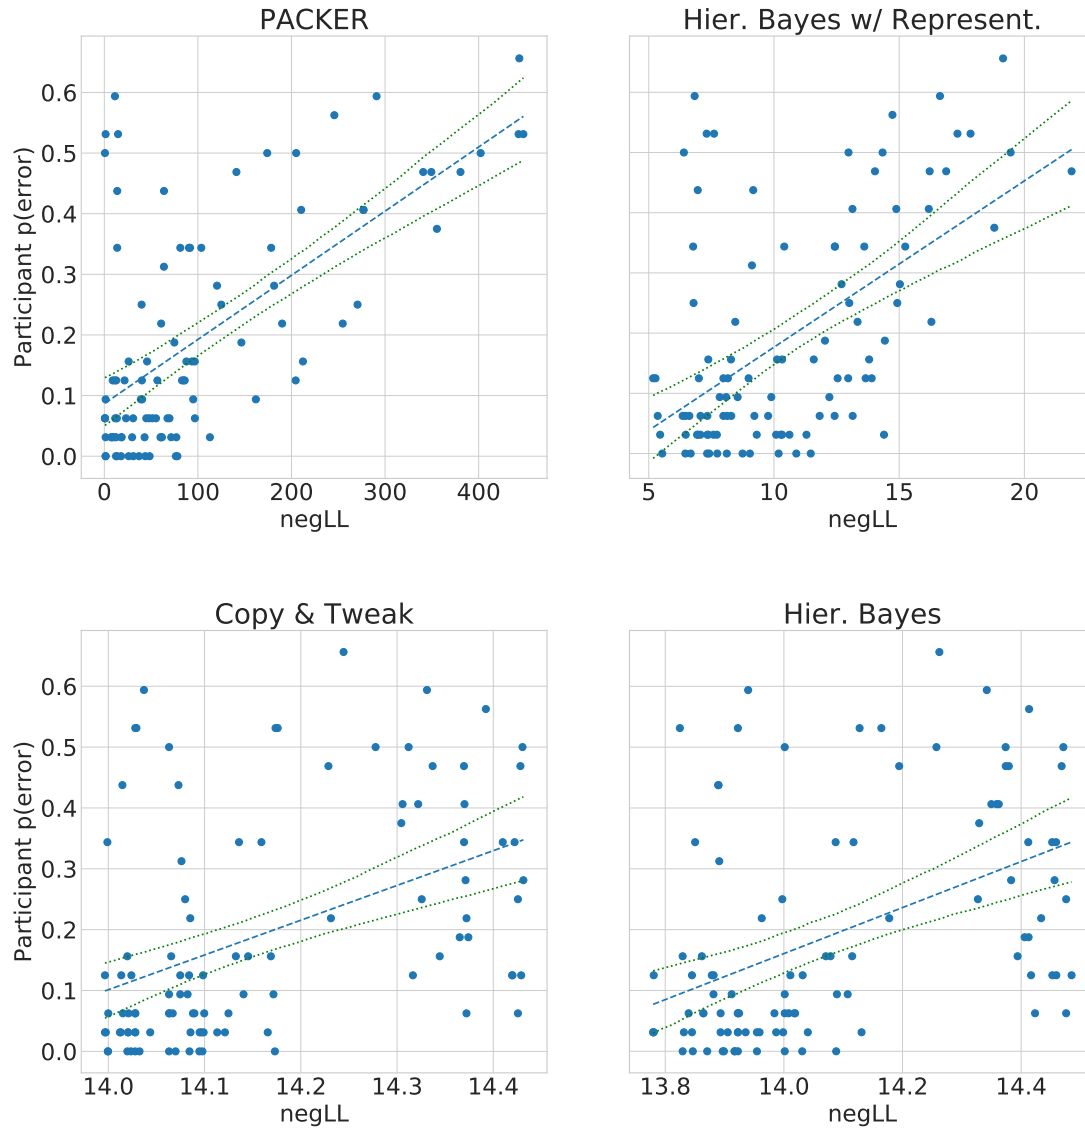 PACKER
Hier. Bayes w/ Represent.
Participant p(error)
0.6
0.5
0.4
0.3
0.2
0.1
0.0
0 100 200 300 400
negLL
5 10 15 20
negLL
Copy & Tweak
Hier. Bayes
Participant p(error)
0.6
0.5
0.4
0.3
0.2
0.1
0.0
14.0 14.1 14.2 14.3 14.4
negLL
13.8 14.0 14.2 14.4
negLL